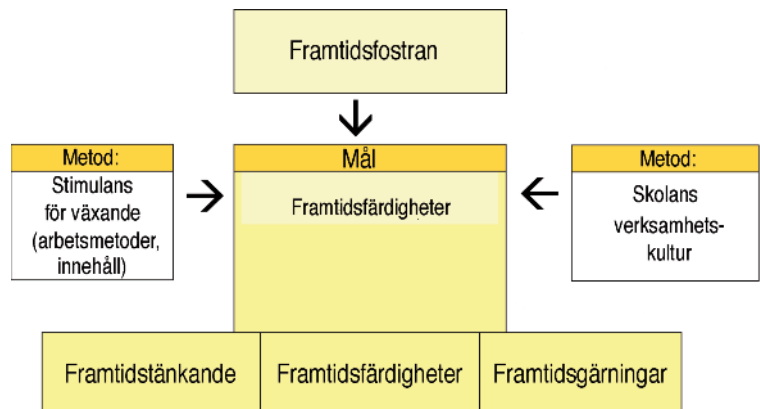 Framtidsfostran
Metod:
Stimulans
för växande
(arbetsmetoder,
innehåll)
Mål
Framtidsfärdigheter
Metod:
Skolans
verksamhets-
kultur
Framtidstänkande
Framtidsfärdigheter
Framtidsgärningar